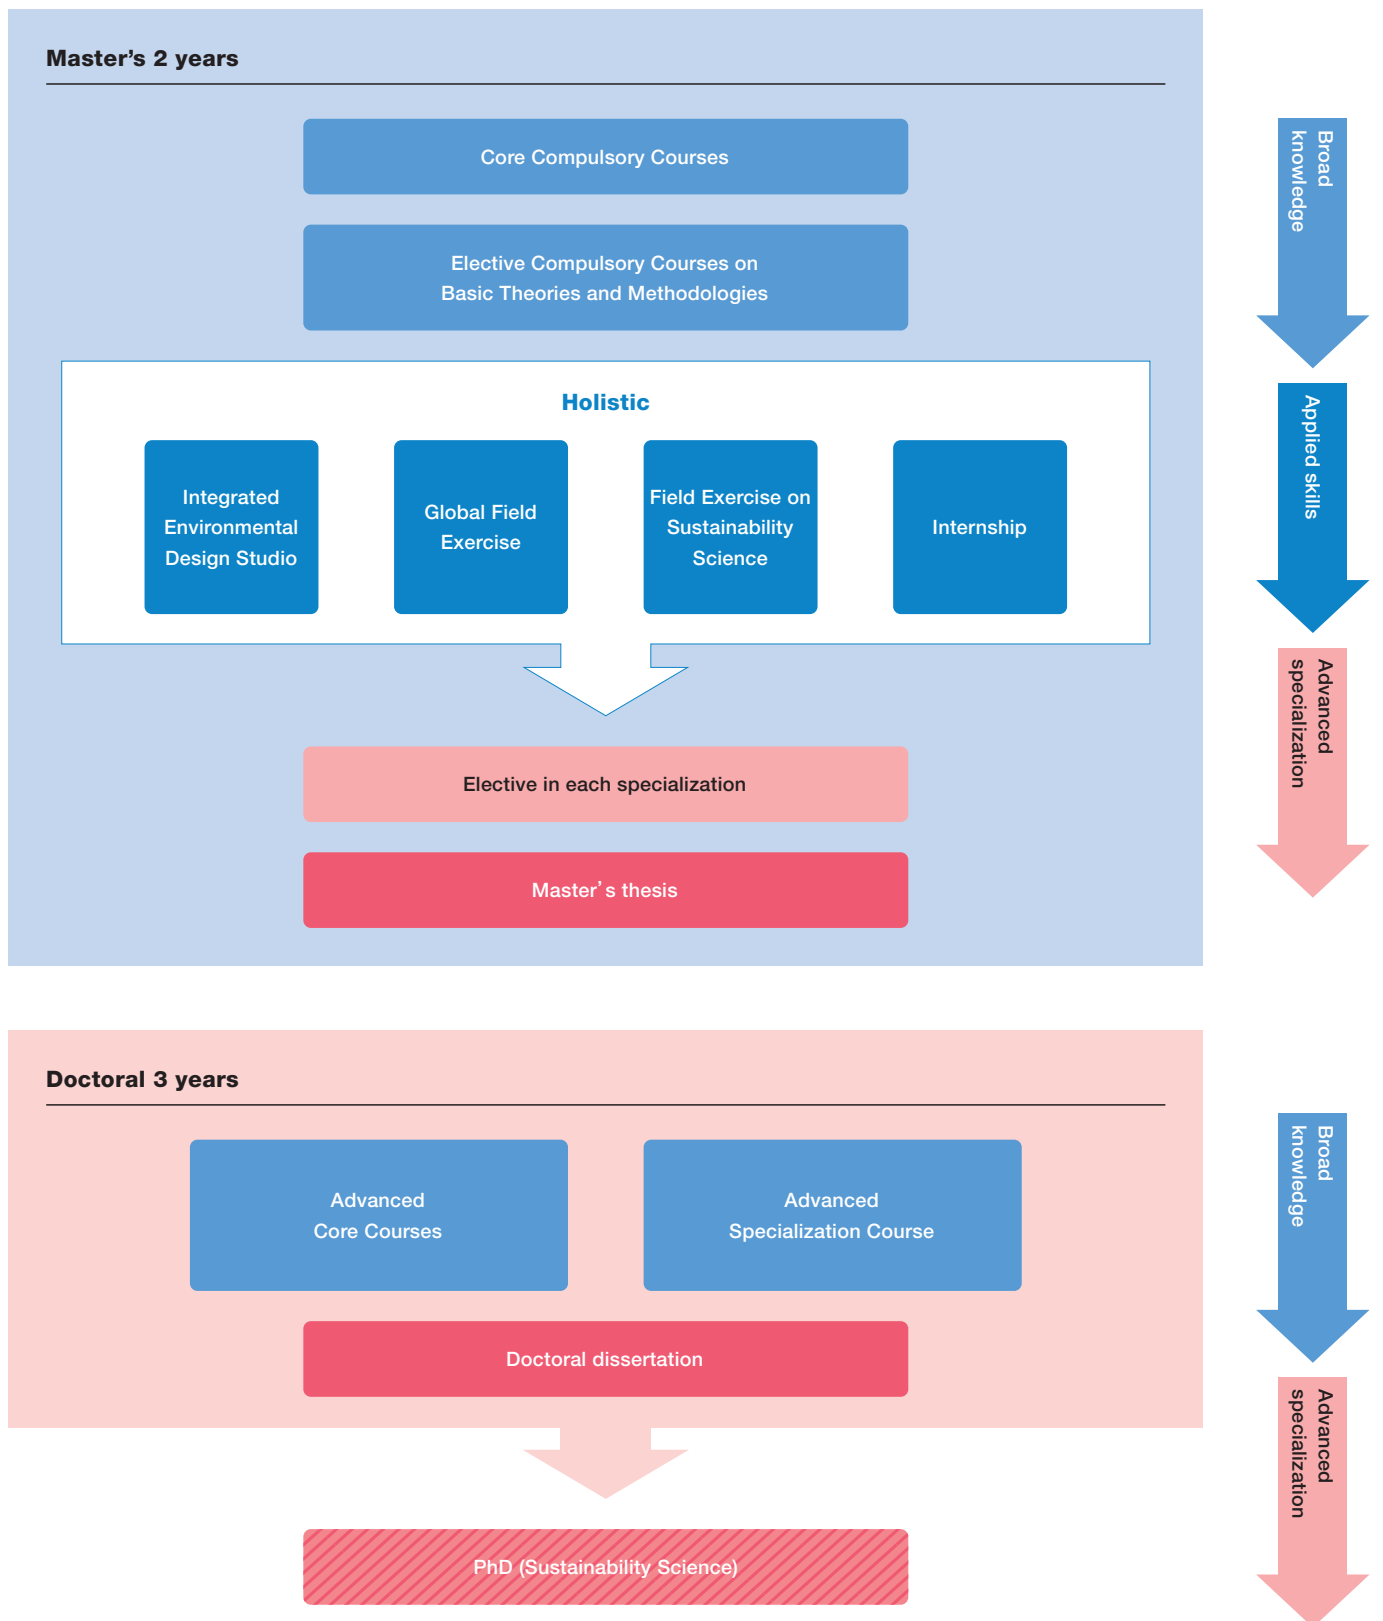 Master’s 2 years
Core Compulsory Courses
Elective Compulsory Courses on
Basic Theories and Methodologies
Holistic
Integrated
Environmental
Design Studio
Global Field
Exercise
Field Exercise on
Sustainability
Science
Internship
Elective in each specialization
Master’s thesis
Broad
knowledge
Applied skills
Advanced
specialization
Doctoral 3 years
Advanced
Core Courses
Advanced
Specialization Course
Doctoral dissertation
PhD (Sustainability Science)
Broad
knowledge
Advanced
specialization